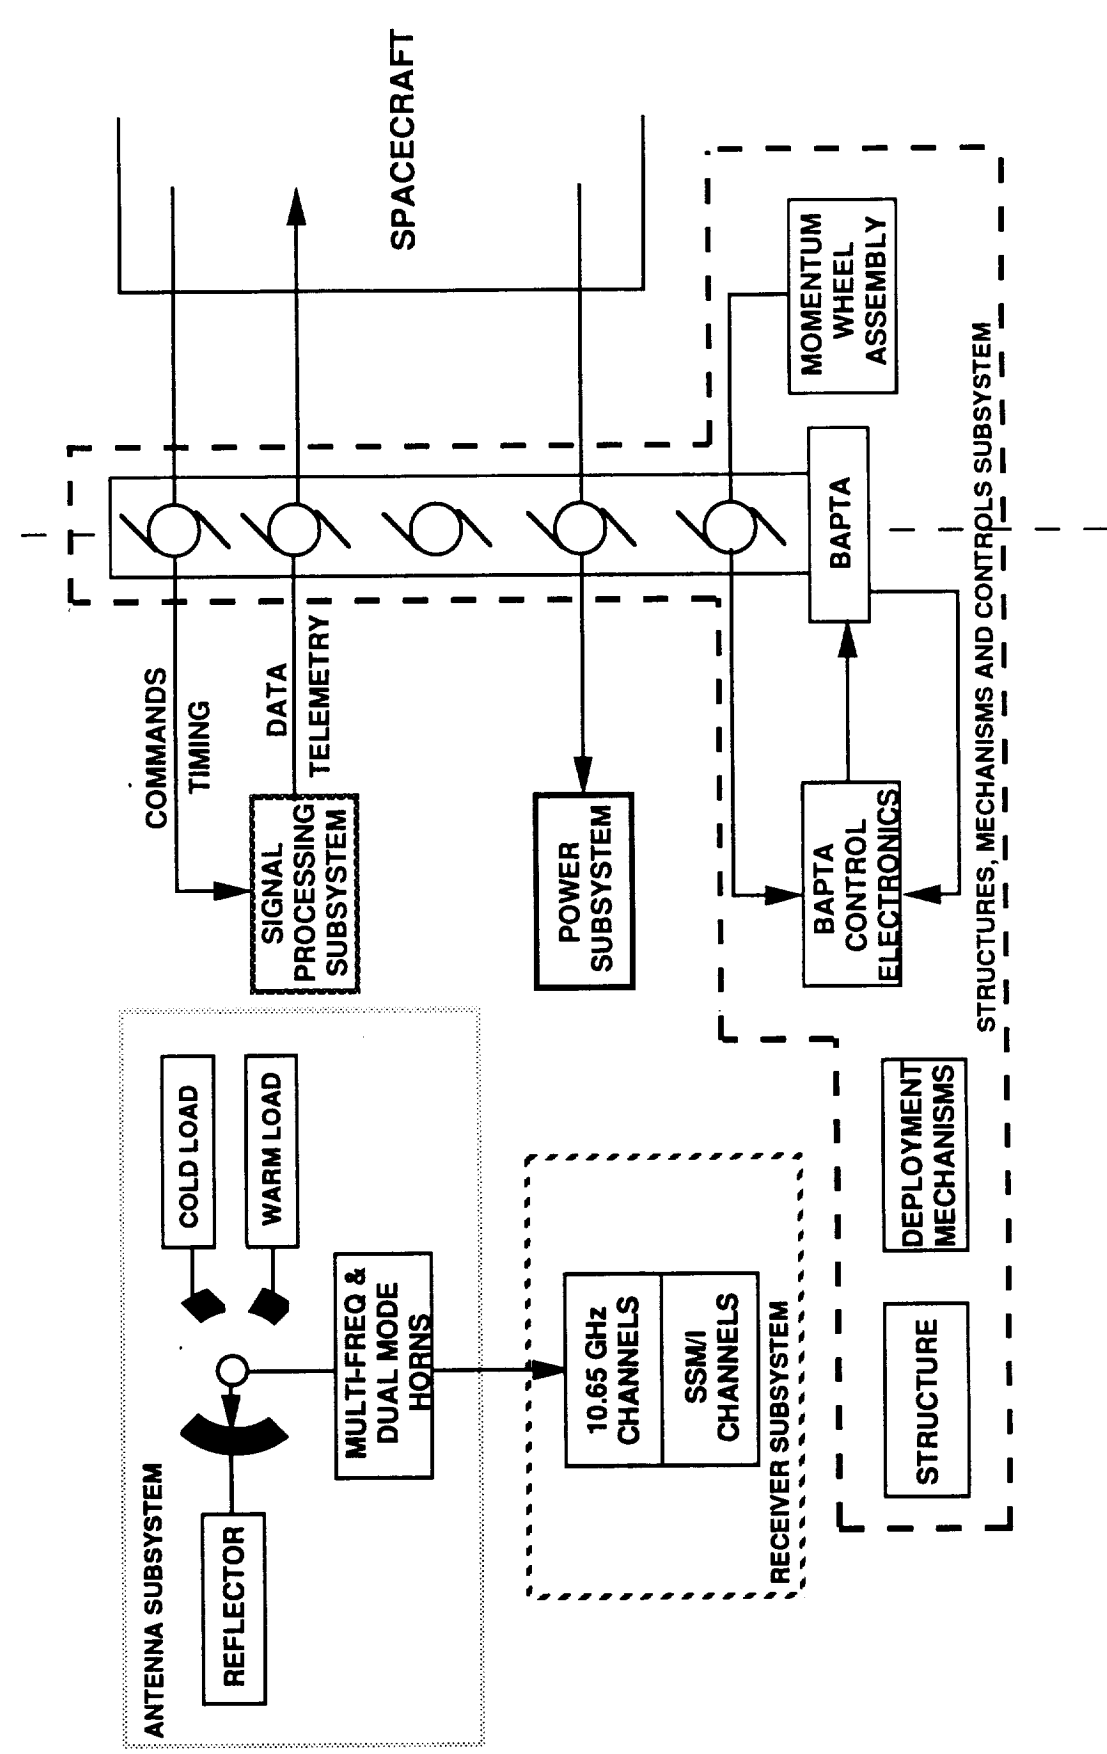 ANTENNA SUBSYSTEM
REFLECTOR
COLD LOAD
WARM LOAD
MULTI-FREQ &
DUAL MODE
HORNS
10.65 GHz
CHANNELS
SSM/I
CHANNELS
RECEIVER SUBSYSTEM
COMMANDS
TIMING
DATA
TELEMETRY
SIGNAL
PROCESSING
SUBSYSTEM
POWER
SUBSYSTEM
SPACECRAFT
MOMENTUM
WHEEL
ASSEMBLY
BAPTA
BAPTA
CONTROL
ELECTRONICS
STRUCTURE
DEPLOYMENT
MECHANISMS
STRUCTURES, MECHANISMS AND CONTROLS SUBSYSTEM